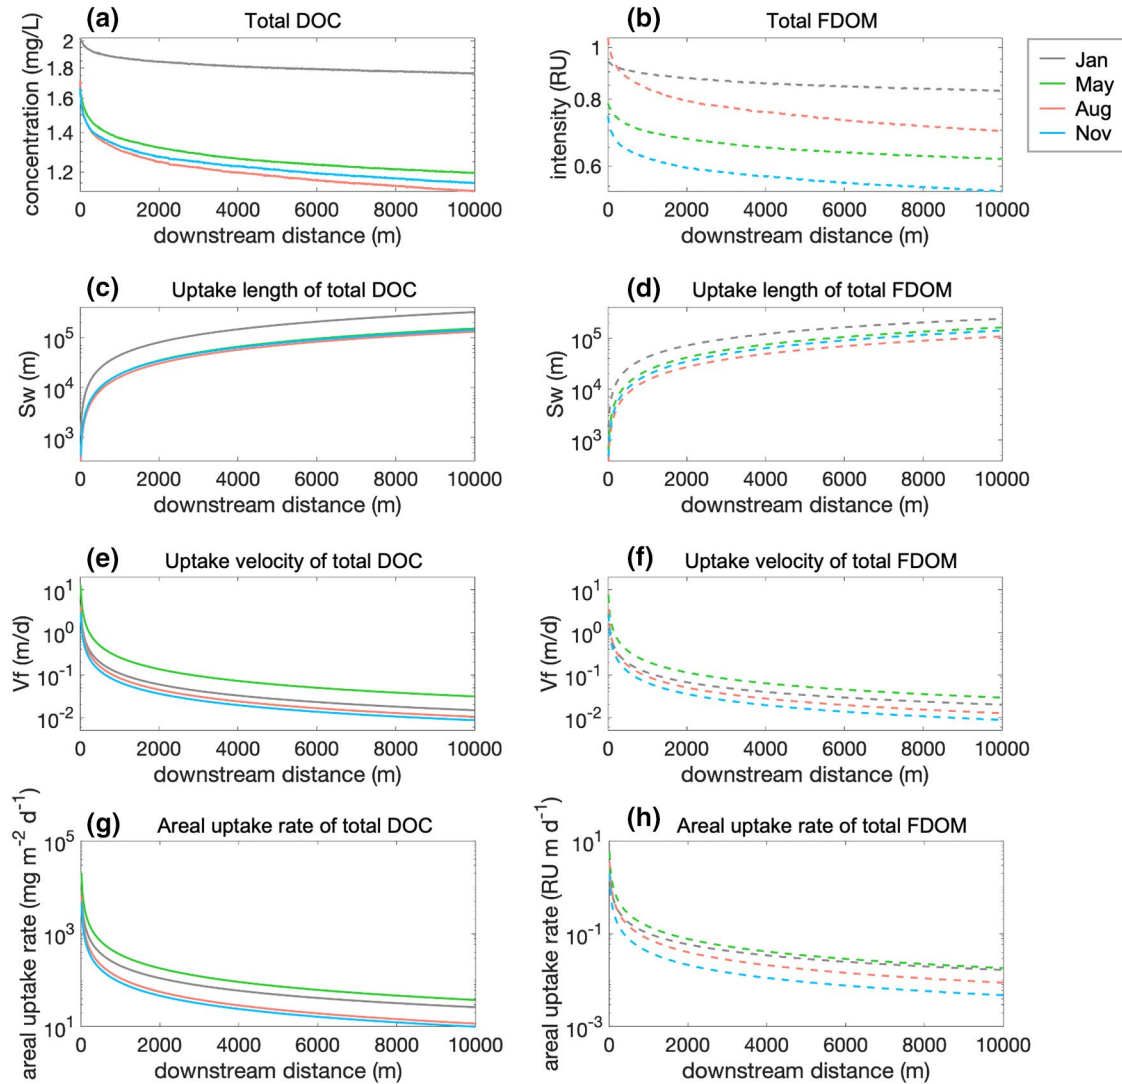 (a) Total DOC
concentration (mg/L)
2
1.8
1.6
1.4
1.2
0 2000 4000 6000 8000 10000
downstream distance (m)
(b) Total FDOM
intensity (RU)
1
0.8
0.6
0 2000 4000 6000 8000 10000
downstream distance (m)
Jan
May
Aug
Nov
(c) Uptake length of total DOC
Sw (m)
10^5
10^4
10^3
0 2000 4000 6000 8000 10000
downstream distance (m)
(d) Uptake length of total FDOM
Sw (m)
10^5
10^4
10^3
0 2000 4000 6000 8000 10000
downstream distance (m)
(e) Uptake velocity of total DOC
Vf (m/d)
10^1
10^0
10^-1
10^-2
0 2000 4000 6000 8000 10000
downstream distance (m)
(f) Uptake velocity of total FDOM
Vf (m/d)
10^1
10^0
10^-1
10^-2
0 2000 4000 6000 8000 10000
downstream distance (m)
(g) Areal uptake rate of total DOC
areal uptake rate (mg m^-2 d^-1)
10^5
10^3
10^1
0 2000 4000 6000 8000 10000
downstream distance (m)
(h) Areal uptake rate of total FDOM
areal uptake rate (RU m d^-1)
10^1
10^-1
10^-3
0 2000 4000 6000 8000 10000
downstream distance (m)